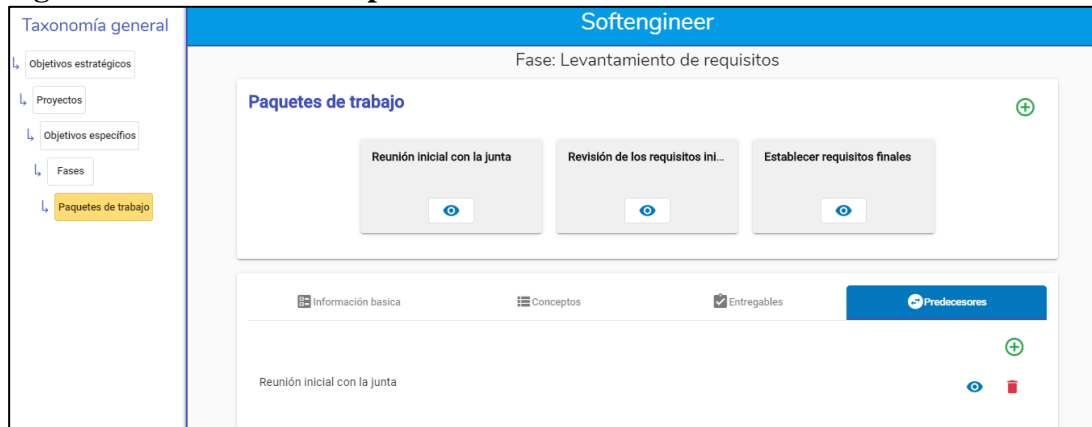 Taxonomía general
Softengineer
Objetivos estratégicos
Proyectos
Objetivos específios
Fases
Paquetes de trabajo
Fase: Levantamiento de requisitos
Paquetes de trabajo
Reunión inicial con la junta
Revisión de los requisitos ini...
Establecer requisitos finales
Información basica
Conceptos
Entregables
Predecesores
Reunión inicial con la junta